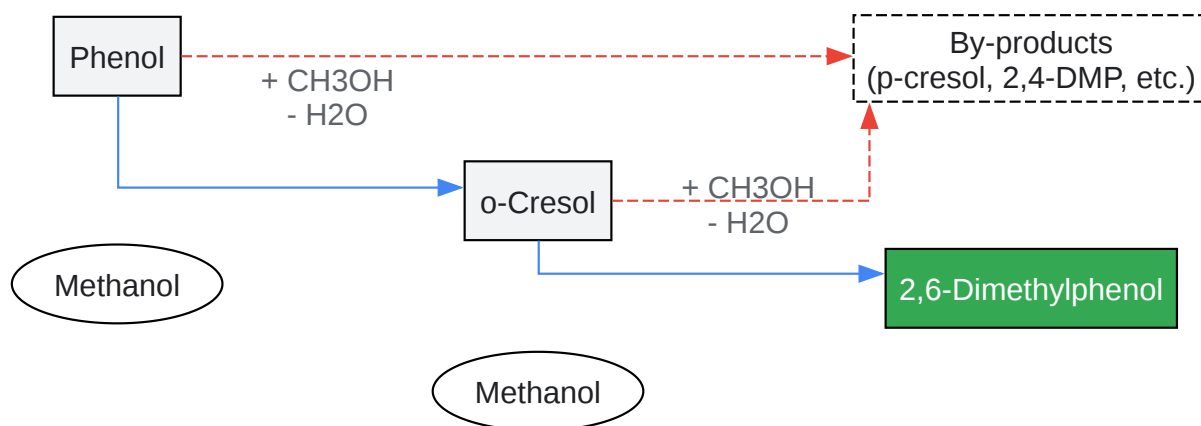 Phenol
By-products
(p-cresol, 2,4-DMP, etc.)
+ CH3OH
- H2O
o-Cresol
+ CH3OH
- H2O
Methanol
2,6-Dimethylphenol
Methanol